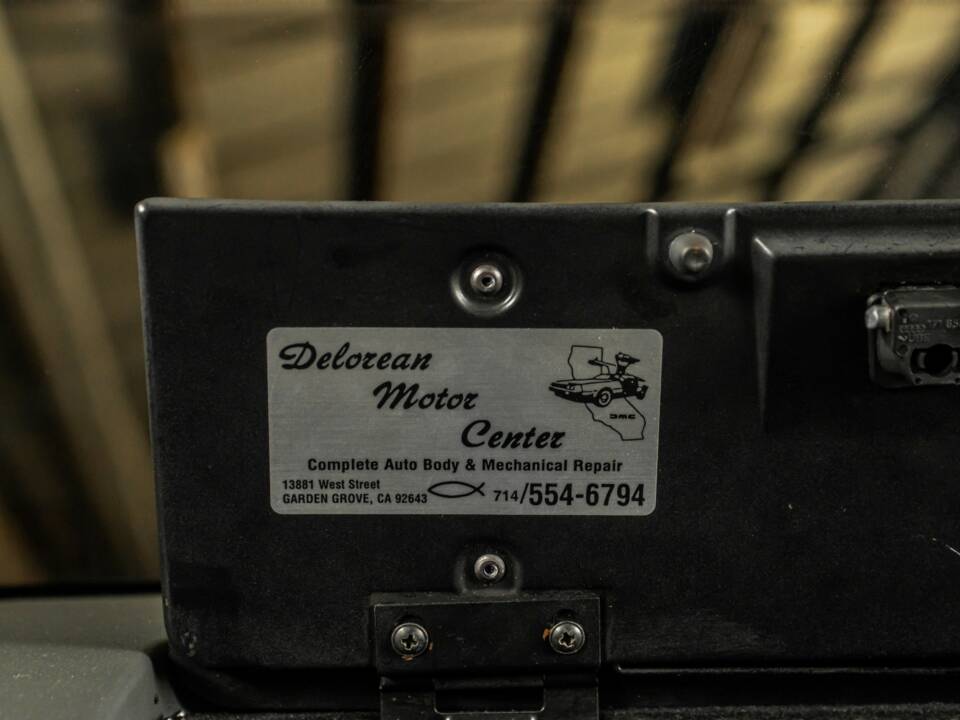 Delorean
Motor
Center
DMC
Complete Auto Body & Mechanical Repair
13881 West Street
GARDEN GROVE, CA 92643
714/554-6794